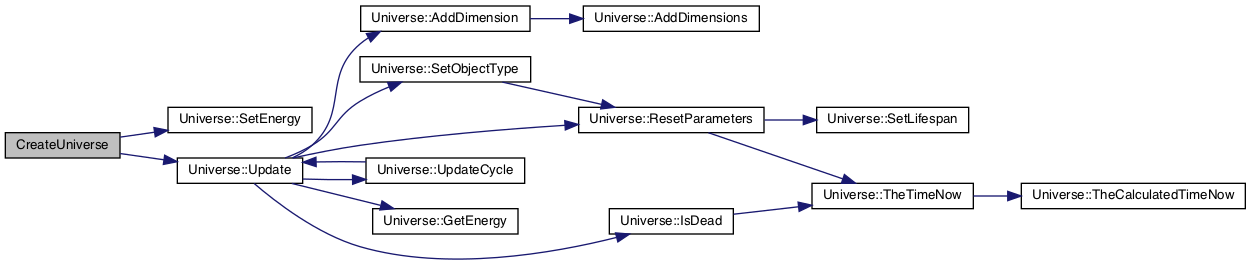 CreateUniverse
Universe::SetEnergy
Universe::Update
Universe::AddDimension
Universe::AddDimensions
Universe::SetObjectType
Universe::ResetParameters
Universe::SetLifespan
Universe::UpdateCycle
Universe::GetEnergy
Universe::IsDead
Universe::TheTimeNow
Universe::TheCalculatedTimeNow